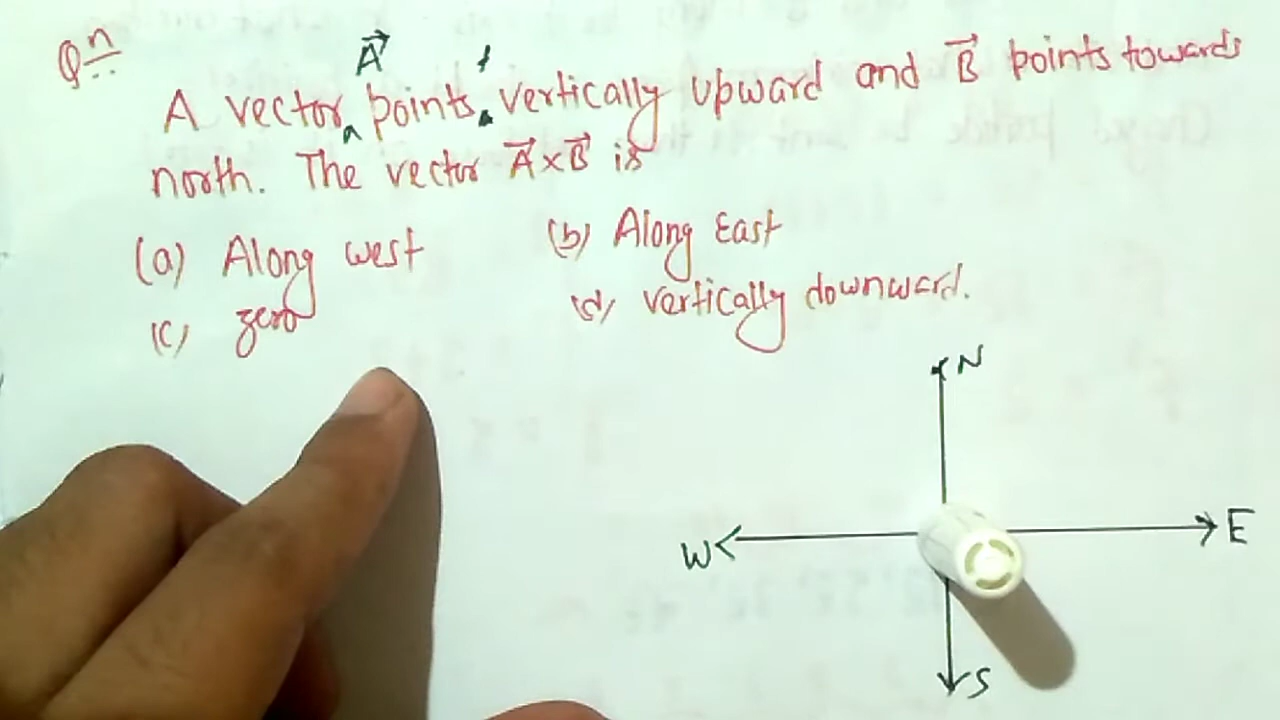 Qn
A⃗
A vector points vertically upward and B⃗ points towards
north. The vector A⃗×B⃗ is
(a) Along west (b) Along East
(c) zero (d) vertically downward.
N
W E
S